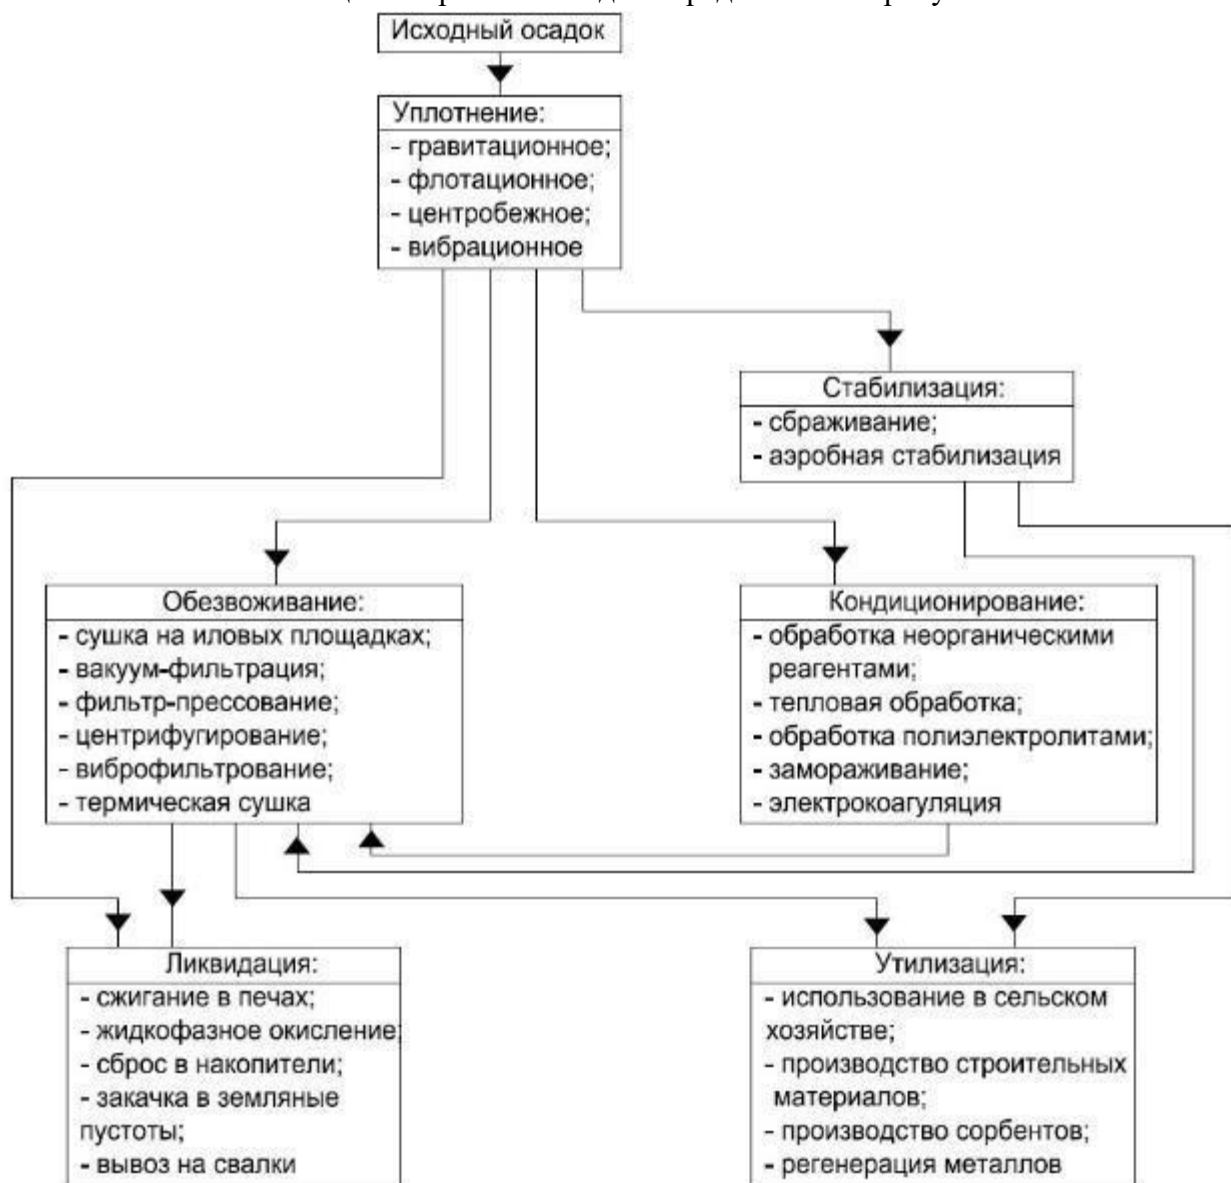 Исходный осадок
Уплотнение:
- гравитационное;
- флотационное;
- центробежное;
- вибрационное
Стабилизация:
- сбраживание;
- аэробная стабилизация
Обезвоживание:
- сушка на иловых площадках;
- вакуум-фильтрация;
- фильтр-прессование;
- центрифугирование;
- виброфильтрование;
- термическая сушка
Кондиционирование:
- обработка неорганическими
реагентами;
- тепловая обработка;
- обработка полиэлектролитами;
- замораживание;
- электрокоагуляция
Ликвидация:
- сжигание в печах;
- жидкофазное окисление;
- сброс в накопители;
- закачка в земляные
пустоты;
- вывоз на свалки
Утилизация:
- использование в сельском
хозяйстве;
- производство строительных
материалов;
- производство сорбентов;
- регенерация металлов